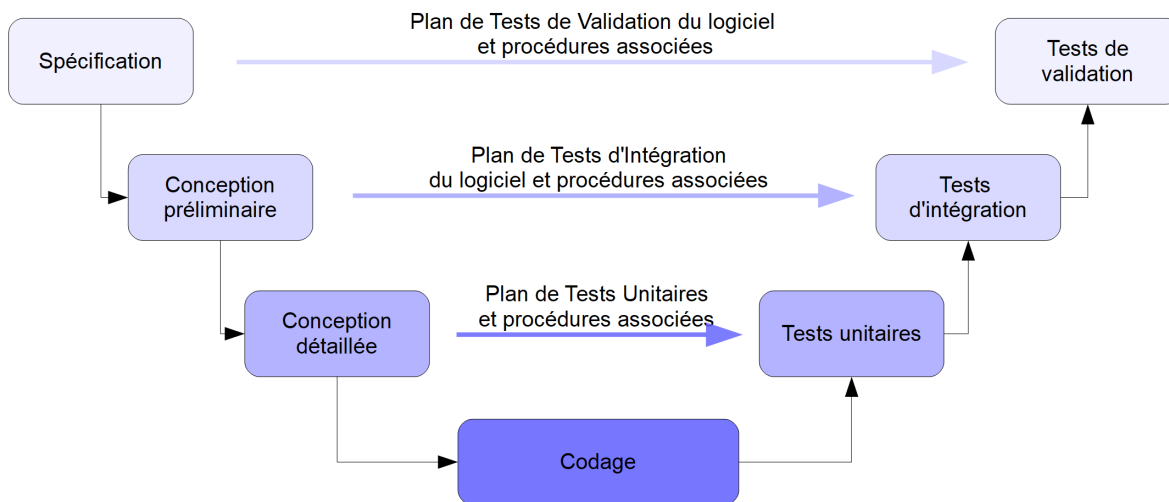 Spécification
Plan de Tests de Validation du logiciel
et procédures associées
Tests de
validation
Conception
préliminaire
Plan de Tests d'Intégration
du logiciel et procédures associées
Tests
d'intégration
Conception
détaillée
Plan de Tests Unitaires
et procédures associées
Tests unitaires
Codage